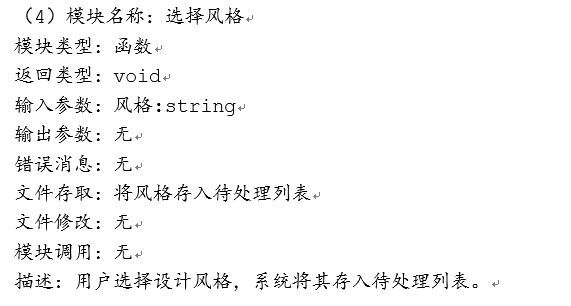 （4）模块名称：选择风格
模块类型：函数
返回类型：void
输入参数：风格:string
输出参数：无
错误消息：无
文件存取：将风格存入待处理列表
文件修改：无
模块调用：无
描述：用户选择设计风格，系统将其存入待处理列表。